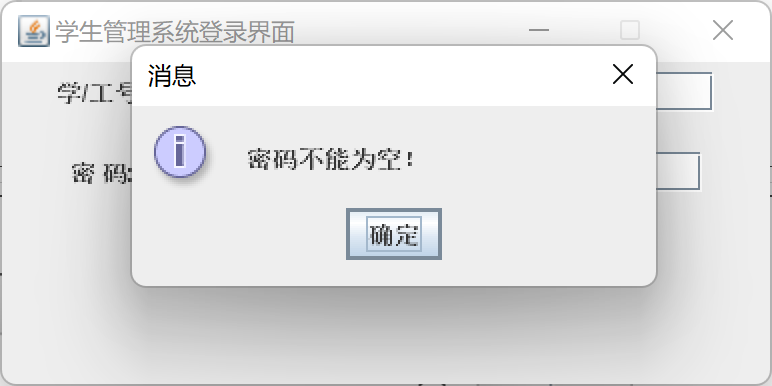 学生管理系统登录界面
消息
学/工号
密码不能为空！
密 码:
确定